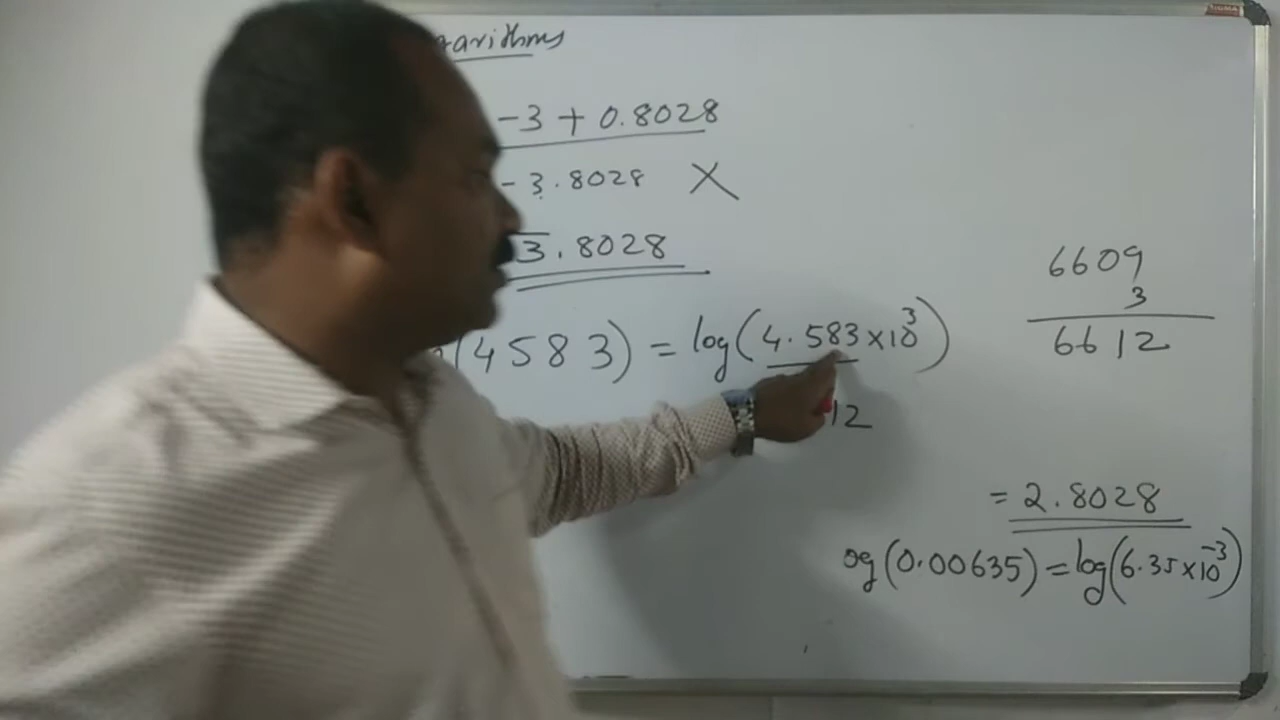 arithms
-3 + 0.8028
-3.8028 X
3̅.8028
(4583) = log(4.583×10³)
12
6609
3
6612
= 2.8028
og(0.00635) = log(6.35×10⁻³)